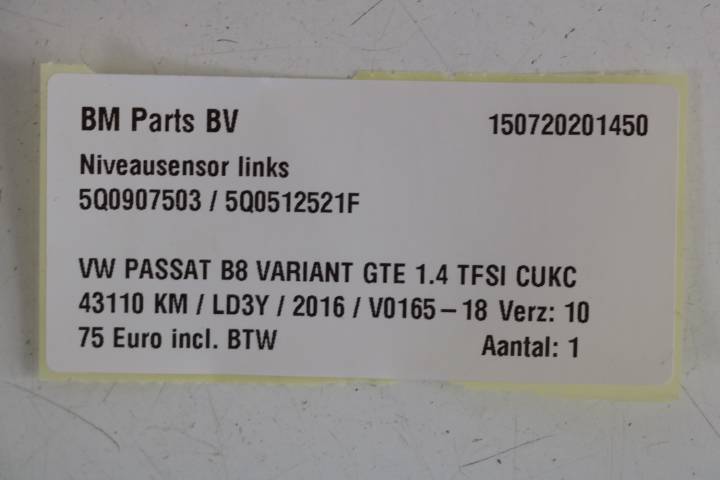 BM Parts BV 150720201450
Niveausensor links
5Q0907503 / 5Q0512521F
VW PASSAT B8 VARIANT GTE 1.4 TFSI CUKC
43110 KM / LD3Y / 2016 / V0165-18 Verz: 10
75 Euro incl. BTW Aantal: 1